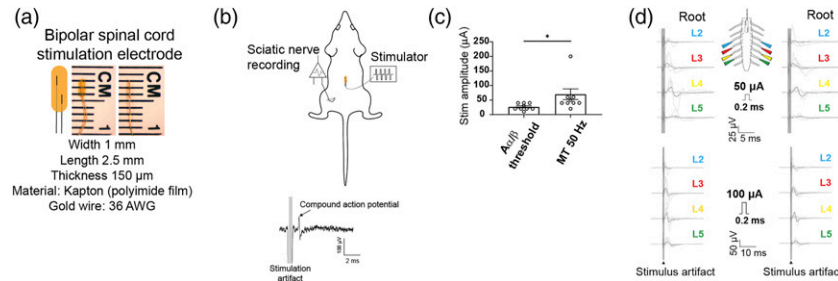 (a)
Bipolar spinal cord
stimulation electrode
CM 1
CM 1
Width 1 mm
Length 2.5 mm
Thickness 150 µm
Material: Kapton (polyimide film)
Gold wire: 36 AWG
(b)
Sciatic nerve
recording
Stimulator
Compound action potential
100 µV
2 ms
Stimulation
artifact
(c)
*
Stim amplitude (µA)
250
200
150
100
50
0
Aα/β
threshold
MT 50 Hz
(d)
Root
Root
L2
L2
L3
L3
L4
50 µA
L4
0.2 ms
L5
L5
25 µV
5 ms
L2
L2
L3
100 µA
L3
L4
0.2 ms
L4
L5
L5
50 µV
10 ms
Stimulus artifact
Stimulus artifact